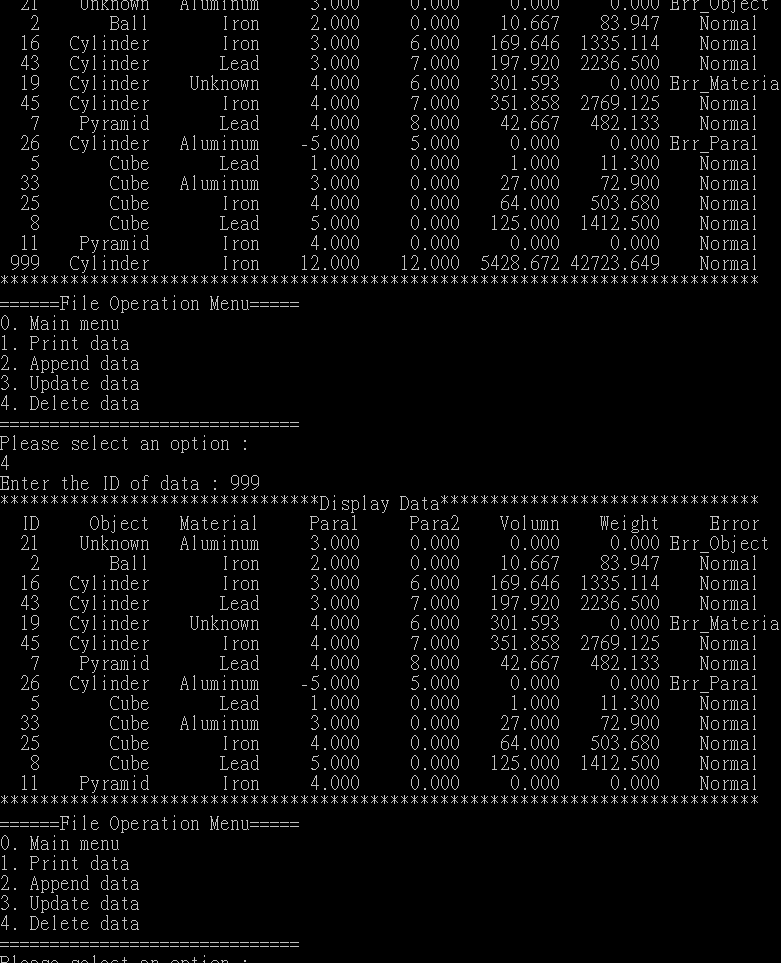 21 Unknown Aluminum 3.000 0.000 0.000 0.000 Err_Object
2 Ball Iron 2.000 0.000 10.667 83.947 Normal
16 Cylinder Iron 3.000 6.000 169.646 1335.114 Normal
43 Cylinder Lead 3.000 7.000 197.920 2236.500 Normal
19 Cylinder Unknown 4.000 6.000 301.593 0.000 Err_Materia
45 Cylinder Iron 4.000 7.000 351.858 2769.125 Normal
7 Pyramid Lead 4.000 8.000 42.667 482.133 Normal
26 Cylinder Aluminum -5.000 5.000 0.000 0.000 Err_Para1
5 Cube Lead 1.000 0.000 1.000 11.300 Normal
33 Cube Aluminum 3.000 0.000 27.000 72.900 Normal
25 Cube Iron 4.000 0.000 64.000 503.680 Normal
8 Cube Lead 5.000 0.000 125.000 1412.500 Normal
11 Pyramid Iron 4.000 0.000 0.000 0.000 Normal
999 Cylinder Iron 12.000 12.000 5428.672 42723.649 Normal
****************************************************************************
======File Operation Menu=====
0. Main menu
1. Print data
2. Append data
3. Update data
4. Delete data
==============================
Please select an option :
4
Enter the ID of data : 999
********************************Display Data********************************
ID Object Material Para1 Para2 Volumn Weight Error
21 Unknown Aluminum 3.000 0.000 0.000 0.000 Err_Object
2 Ball Iron 2.000 0.000 10.667 83.947 Normal
16 Cylinder Iron 3.000 6.000 169.646 1335.114 Normal
43 Cylinder Lead 3.000 7.000 197.920 2236.500 Normal
19 Cylinder Unknown 4.000 6.000 301.593 0.000 Err_Materia
45 Cylinder Iron 4.000 7.000 351.858 2769.125 Normal
7 Pyramid Lead 4.000 8.000 42.667 482.133 Normal
26 Cylinder Aluminum -5.000 5.000 0.000 0.000 Err_Para1
5 Cube Lead 1.000 0.000 1.000 11.300 Normal
33 Cube Aluminum 3.000 0.000 27.000 72.900 Normal
25 Cube Iron 4.000 0.000 64.000 503.680 Normal
8 Cube Lead 5.000 0.000 125.000 1412.500 Normal
11 Pyramid Iron 4.000 0.000 0.000 0.000 Normal
****************************************************************************
======File Operation Menu=====
0. Main menu
1. Print data
2. Append data
3. Update data
4. Delete data
==============================
Please select an option :